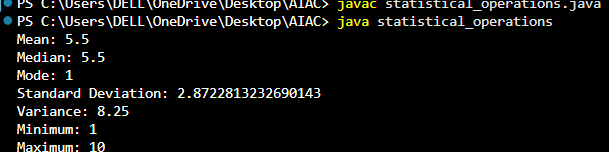 PS C:\Users\DELL\OneDrive\Desktop\AIAC> javac statistical_operations.java
PS C:\Users\DELL\OneDrive\Desktop\AIAC> java statistical_operations
Mean: 5.5
Median: 5.5
Mode: 1
Standard Deviation: 2.8722813232690143
Variance: 8.25
Minimum: 1
Maximum: 10